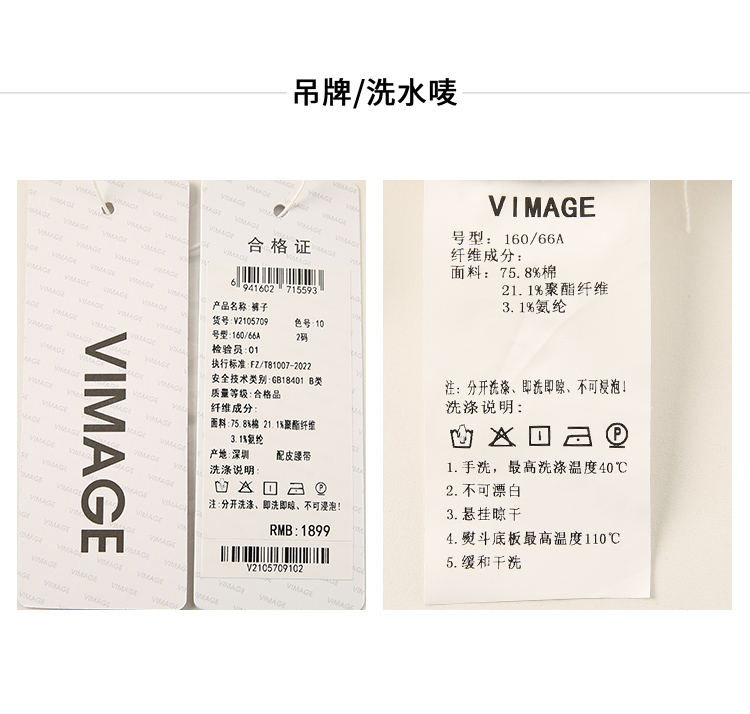 吊牌/洗水唛
VIMAGE
合格证
6 941602 715593
产品名称:裤子
货号:V2105709 色号:10
号型:160/66A 2码
检验员:01
执行标准:FZ/T81007-2022
安全技术类别:GB18401 B类
质量等级:合格品
纤维成分:
面料:75.8%棉 21.1%聚酯纤维
3.1%氨纶
产地:深圳 配皮腰带
洗涤说明:
注:分开洗涤、即洗即晾、不可浸泡!
RMB:1899
V2105709102
VIMAGE
号型: 160/66A
纤维成分:
面料: 75.8%棉
21.1%聚酯纤维
3.1%氨纶
注: 分开洗涤、即洗即晾、不可浸泡!
洗涤说明:
P
1.手洗，最高洗涤温度40℃
2.不可漂白
3.悬挂晾干
4.熨斗底板最高温度110℃
5.缓和干洗